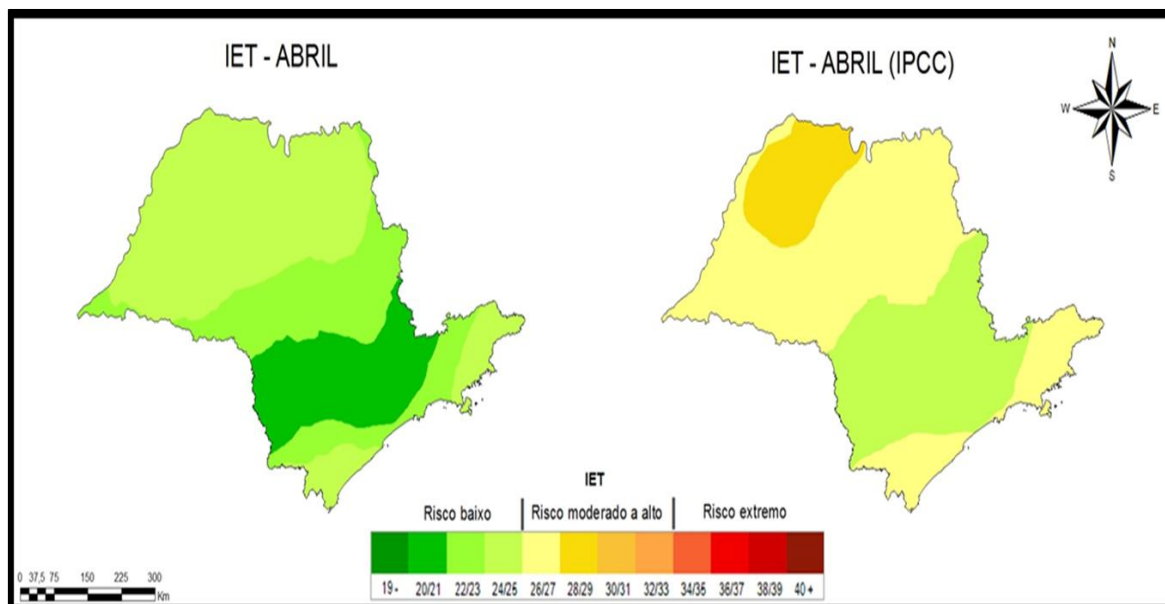 IET - ABRIL
IET - ABRIL (IPCC)
N
W E
S
IET
Risco baixo | Risco moderado a alto | Risco extremo
19 - 20/21 22/23 24/25 26/27 28/29 30/31 32/33 34/35 36/37 38/39 40 +
0 37,5 75 150 225 300
Km